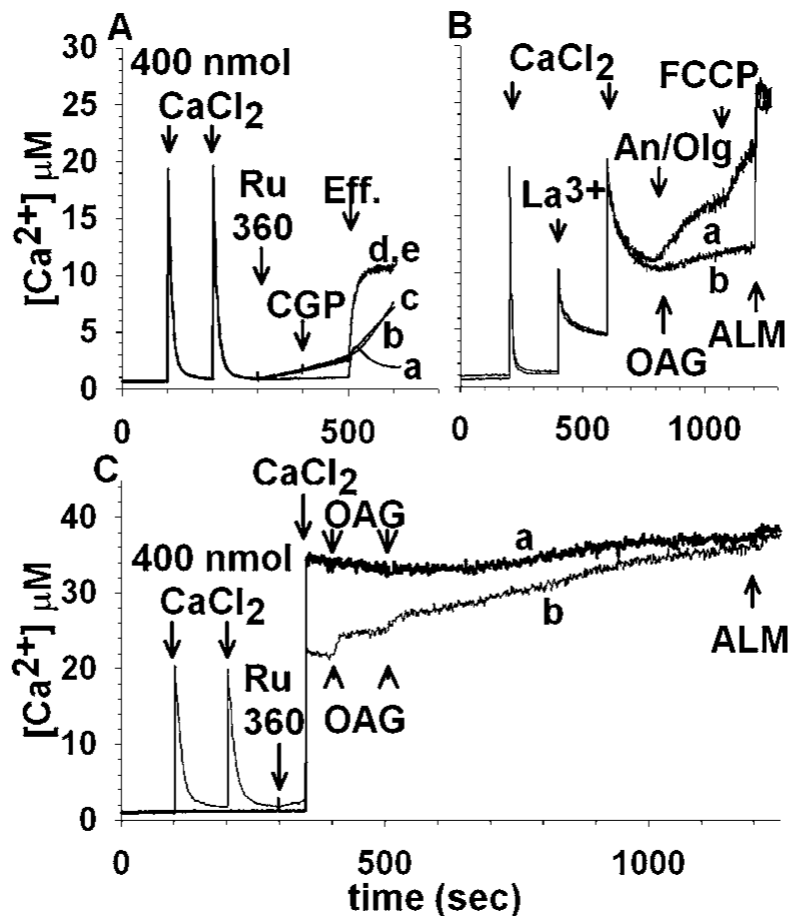 A
30
25
20
15
10
5
0
[Ca2+] μM
400 nmol
CaCl2
Ru
360
CGP
Eff.
d,e
c
b
a
0
500
B
CaCl2
La3+
An/Olg
FCCP
a
b
OAG
ALM
0
500
1000
C
40
30
20
10
0
[Ca2+] μM
400 nmol
CaCl2
Ru
360
CaCl2
OAG
a
b
OAG
ALM
0
500
1000
time (sec)